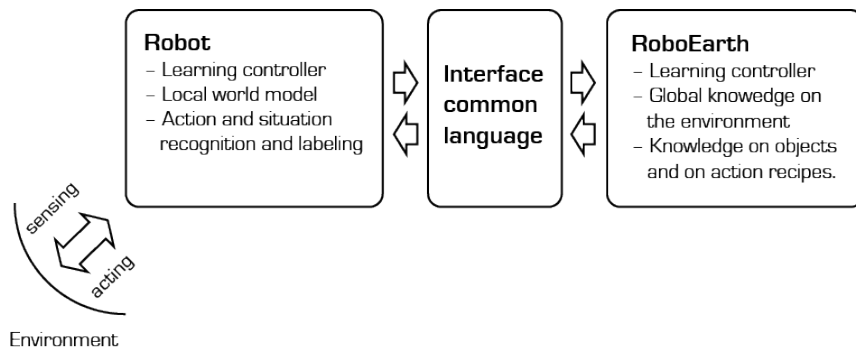 Robot
– Learning controller
– Local world model
– Action and situation
recognition and labeling
Interface
common
language
RoboEarth
– Learning controller
– Global knowedge on
the environment
– Knowledge on objects
and on action recipes.
sensing
acting
Environment